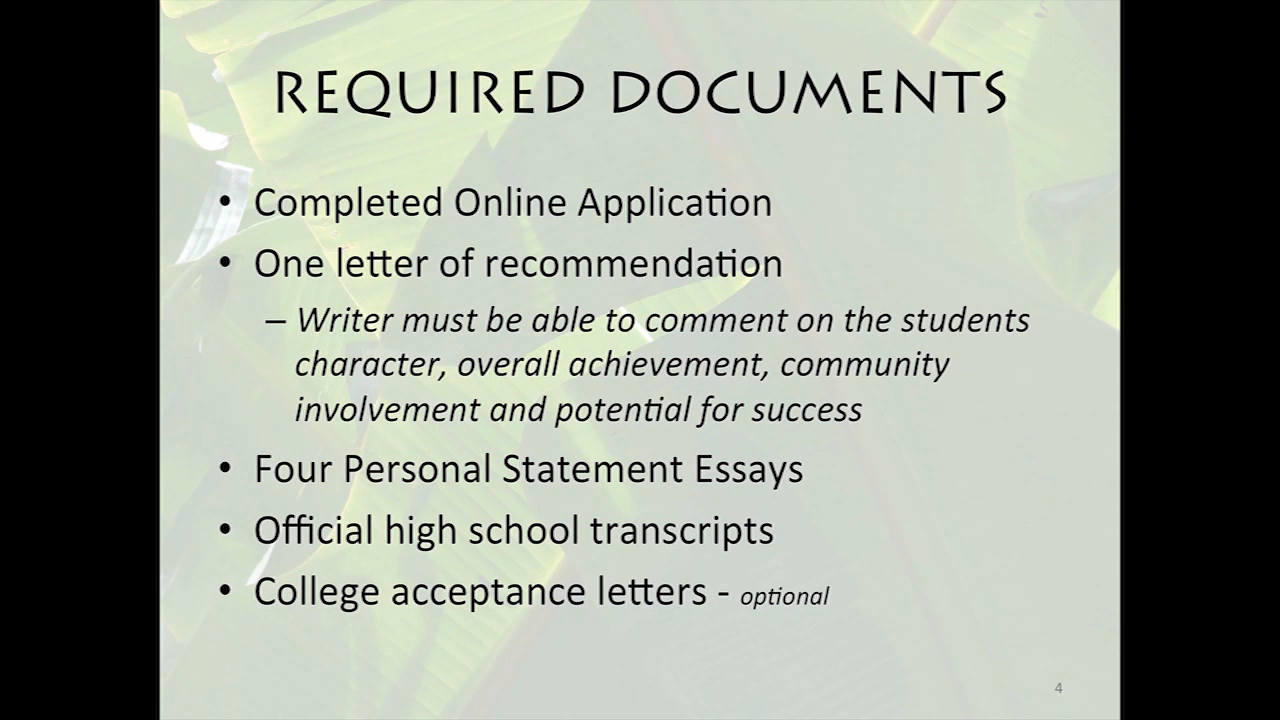 REQUIRED DOCUMENTS
• Completed Online Application
• One letter of recommendation
– Writer must be able to comment on the students
character, overall achievement, community
involvement and potential for success
• Four Personal Statement Essays
• Official high school transcripts
• College acceptance letters - optional
4